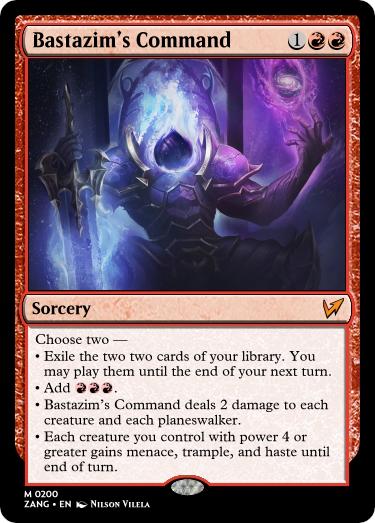 Bastazim's Command 1RR
Sorcery
Choose two —
• Exile the two two cards of your library. You
may play them until the end of your next turn.
• Add RRR.
• Bastazim's Command deals 2 damage to each
creature and each planeswalker.
• Each creature you control with power 4 or
greater gains menace, trample, and haste until
end of turn.
M 0200
ZANG • EN Nilson Vilela